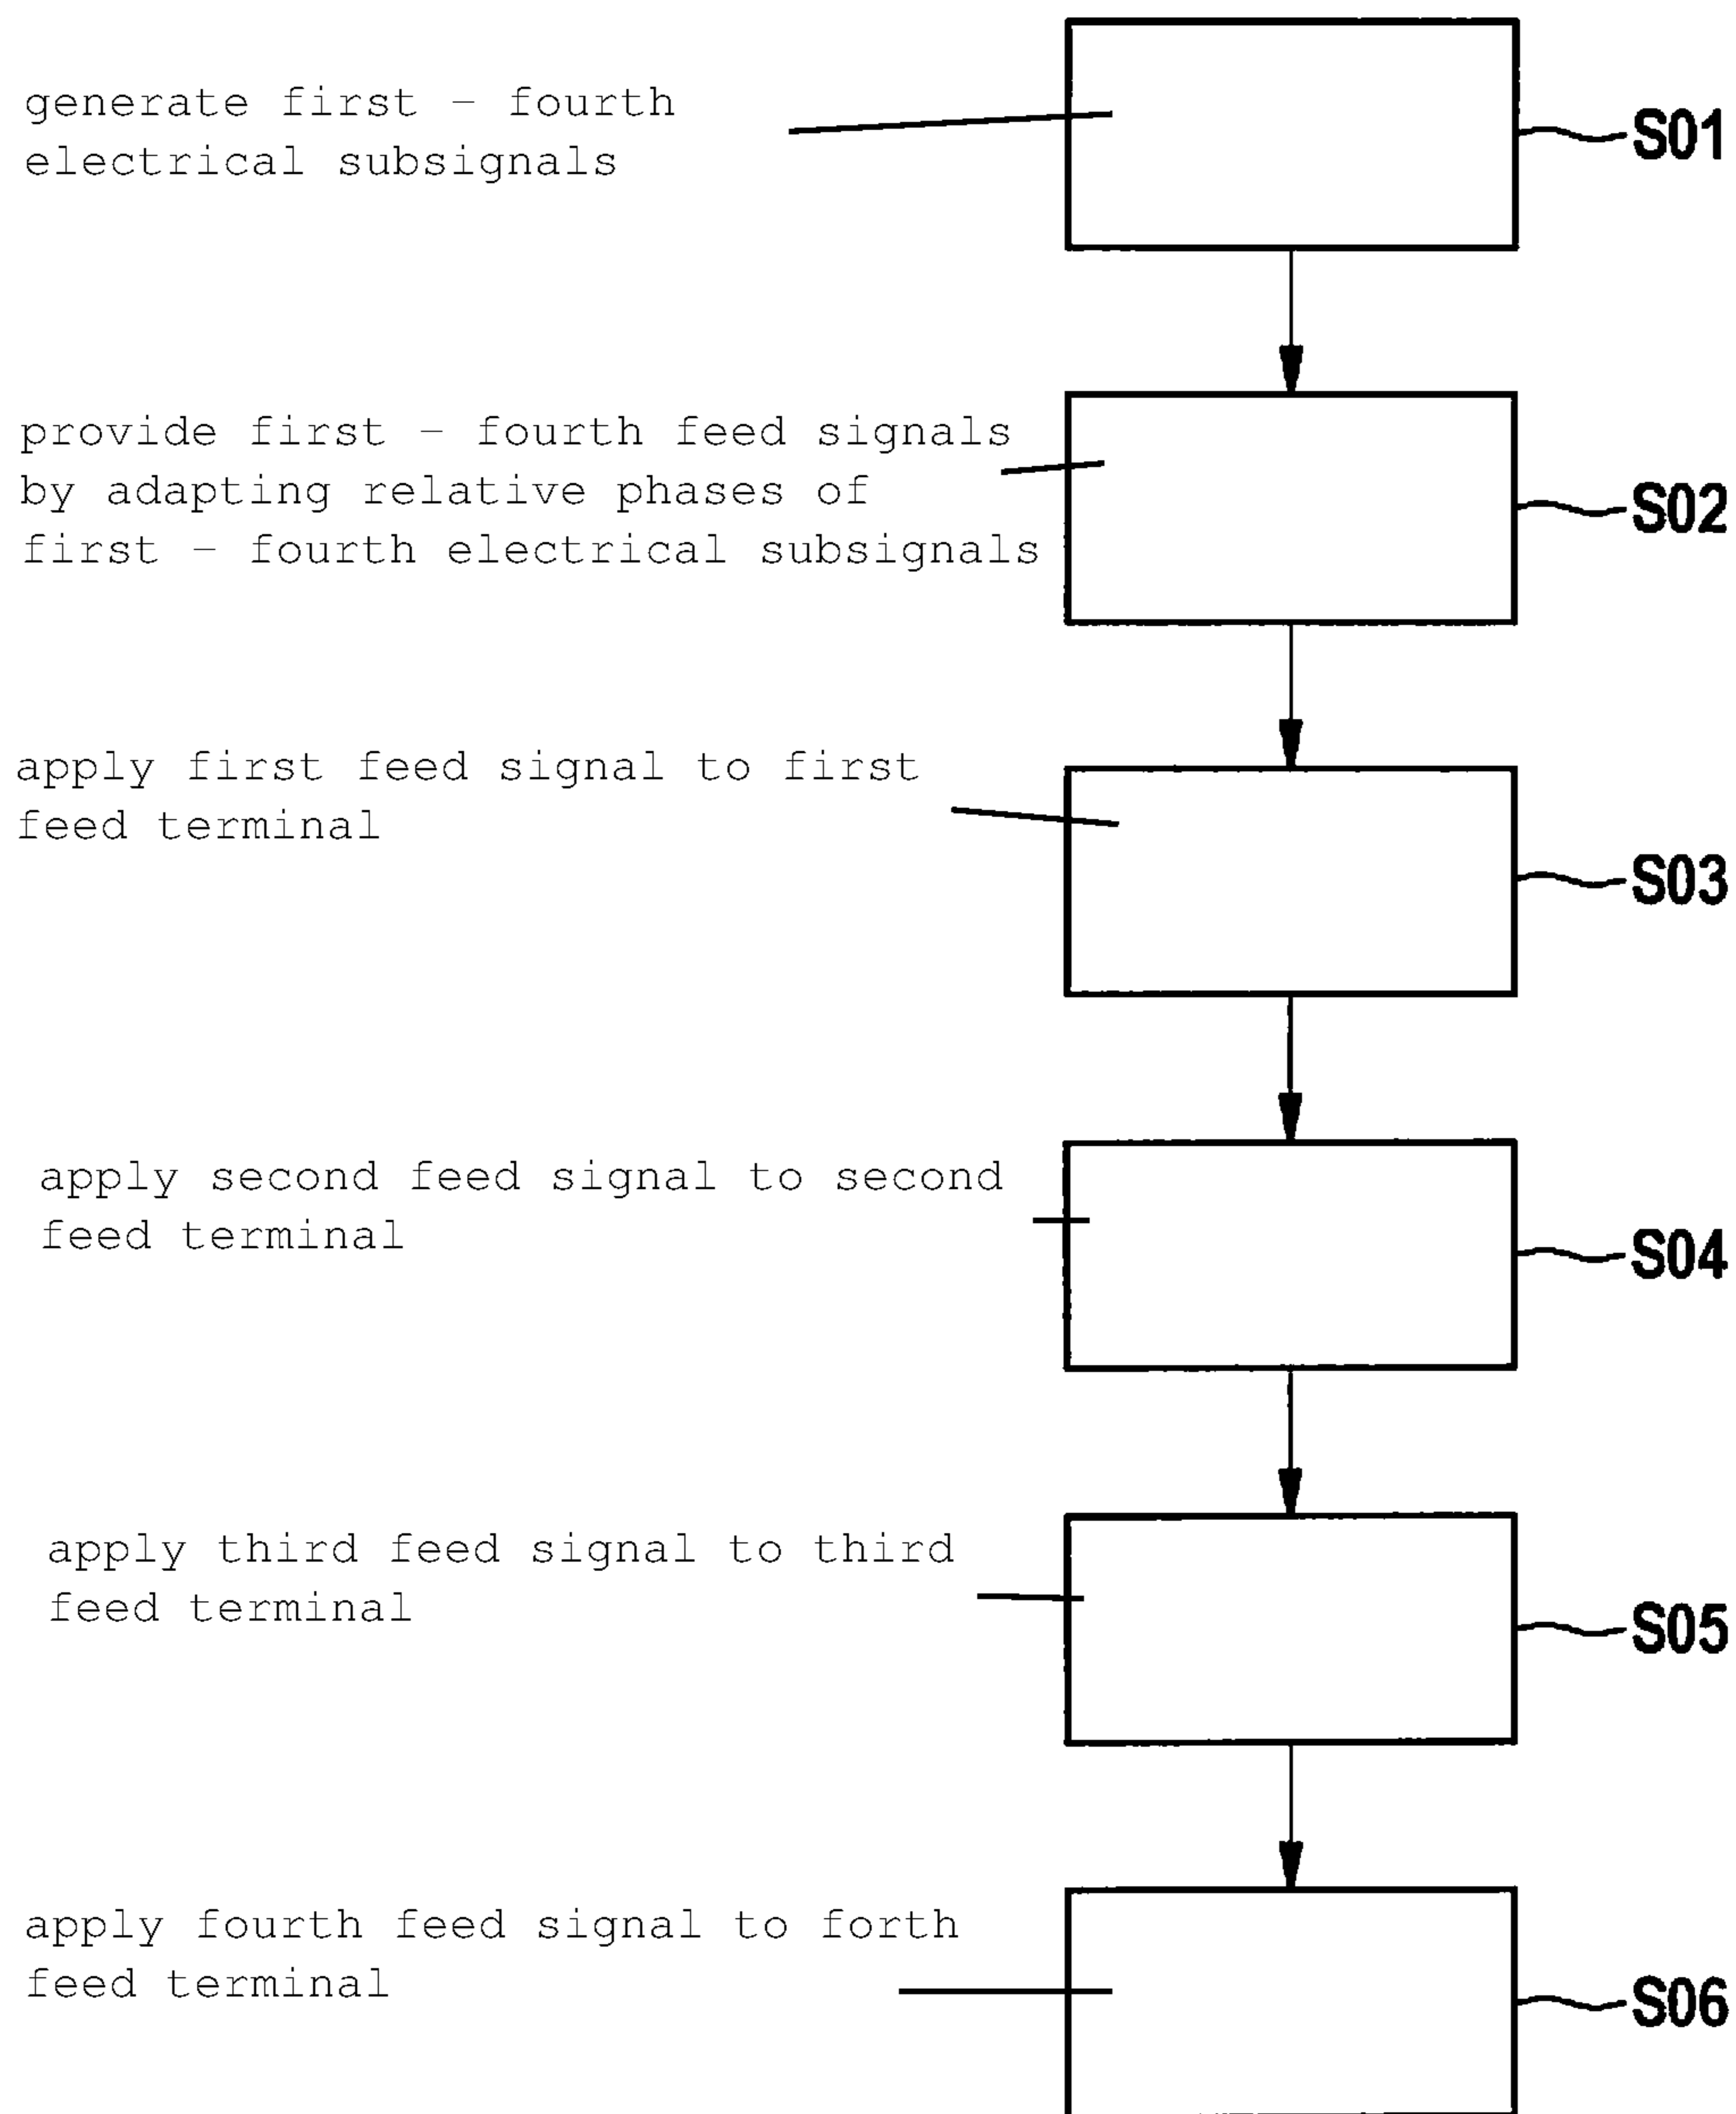 generate first – fourth
electrical subsignals
S01
provide first – fourth feed signals
by adapting relative phases of
first – fourth electrical subsignals
S02
apply first feed signal to first
feed terminal
S03
apply second feed signal to second
feed terminal
S04
apply third feed signal to third
feed terminal
S05
apply fourth feed signal to forth
feed terminal
S06